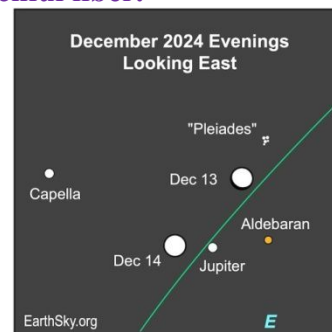 December 2024 Evenings
Looking East
"Pleiades"
Dec 13
Capella
Aldebaran
Dec 14
Jupiter
EarthSky.org
E